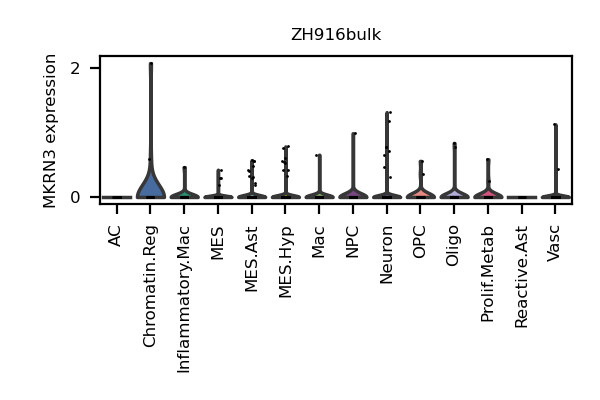 ZH916bulk
MKRN3 expression
2
0
AC
Chromatin.Reg
Inflammatory.Mac
MES
MES.Ast
MES.Hyp
Mac
NPC
Neuron
OPC
Oligo
Prolif.Metab
Reactive.Ast
Vasc